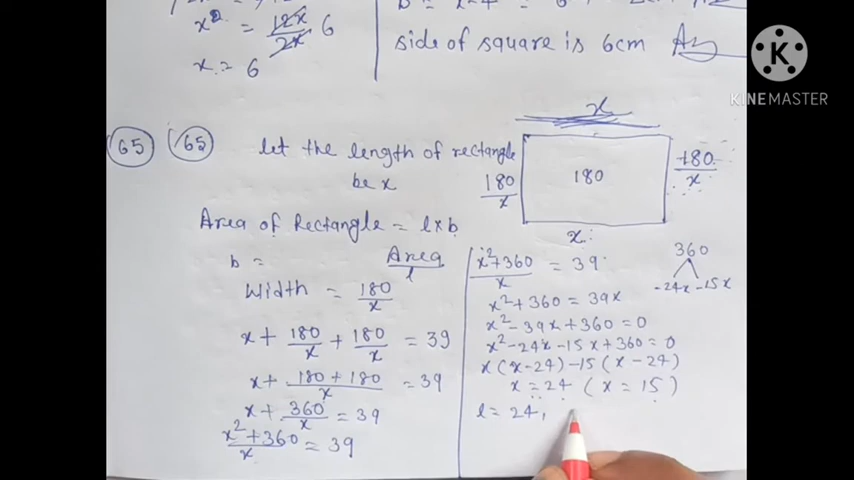 x² = 12x/2x 6
x = 6
side of square is 6cm Ans
K
KINEMASTER
65 65 let the length of rectangle
be x
x
180/x 180 180/x
x
Area of Rectangle = l×b
b = Area/l
Width = 180/x
x + 180/x + 180/x = 39
x + 180+180/x = 39
x + 360/x = 39
x²+360/x = 39
x²+360/x = 39
x²+360 = 39x
x²-39x+360=0
x²-24x-15x+360=0
x(x-24)-15(x-24)
x = 24 (x = 15)
l = 24,
360
-24x -15x